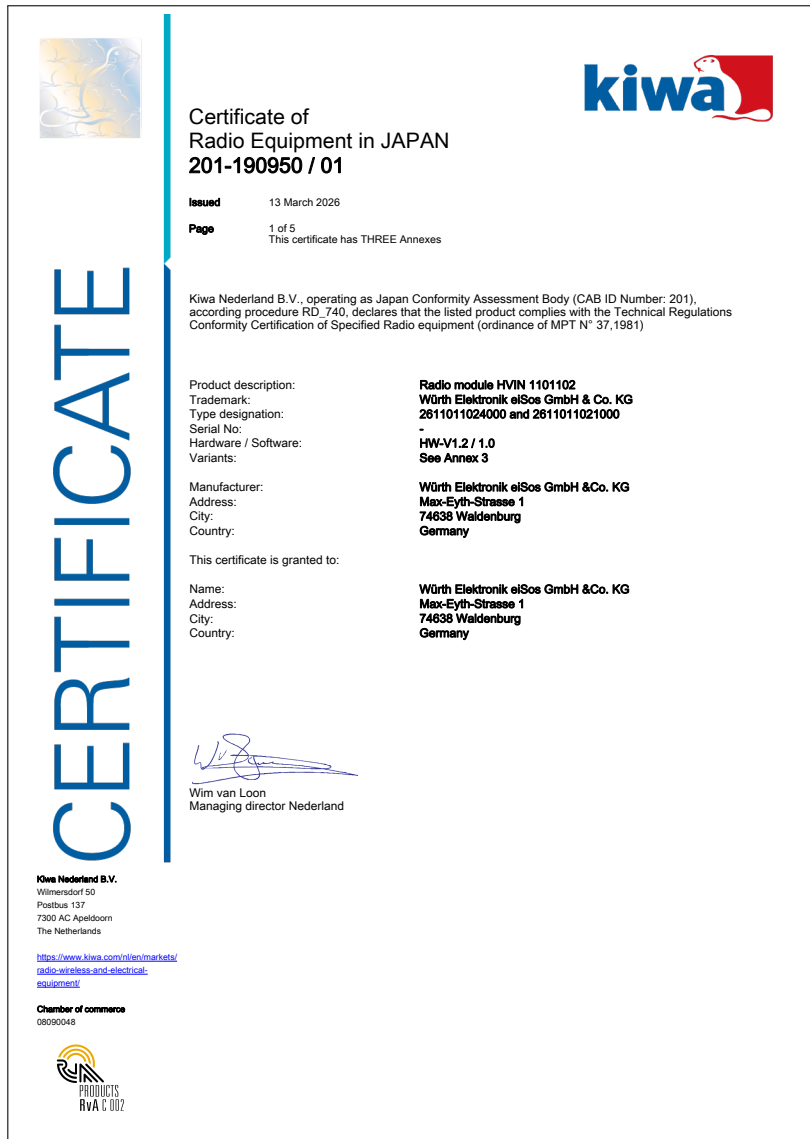 kiwa
Certificate of
Radio Equipment in JAPAN
201-190950 / 01
Issued 13 March 2026
Page 1 of 5
This certificate has THREE Annexes
CERTIFICATE
Kiwa Nederland B.V., operating as Japan Conformity Assessment Body (CAB ID Number: 201),
according procedure RD_740, declares that the listed product complies with the Technical Regulations
Conformity Certification of Specified Radio equipment (ordinance of MPT N° 37,1981)
Product description: Radio module HVIN 1101102
Trademark: Würth Elektronik eiSos GmbH & Co. KG
Type designation: 2611011024000 and 2611011021000
Serial No: -
Hardware / Software: HW-V1.2 / 1.0
Variants: See Annex 3
Manufacturer: Würth Elektronik eiSos GmbH &Co. KG
Address: Max-Eyth-Strasse 1
City: 74638 Waldenburg
Country: Germany
This certificate is granted to:
Name: Würth Elektronik eiSos GmbH &Co. KG
Address: Max-Eyth-Strasse 1
City: 74638 Waldenburg
Country: Germany
Wim van Loon
Managing director Nederland
Kiwa Nederland B.V.
Wilmersdorf 50
Postbus 137
7300 AC Apeldoorn
The Netherlands
https://www.kiwa.com/nl/en/markets/
radio-wireless-and-electrical-
equipment/
Chamber of commerce
08090048
RvA
PRODUCTS
RvA C 002